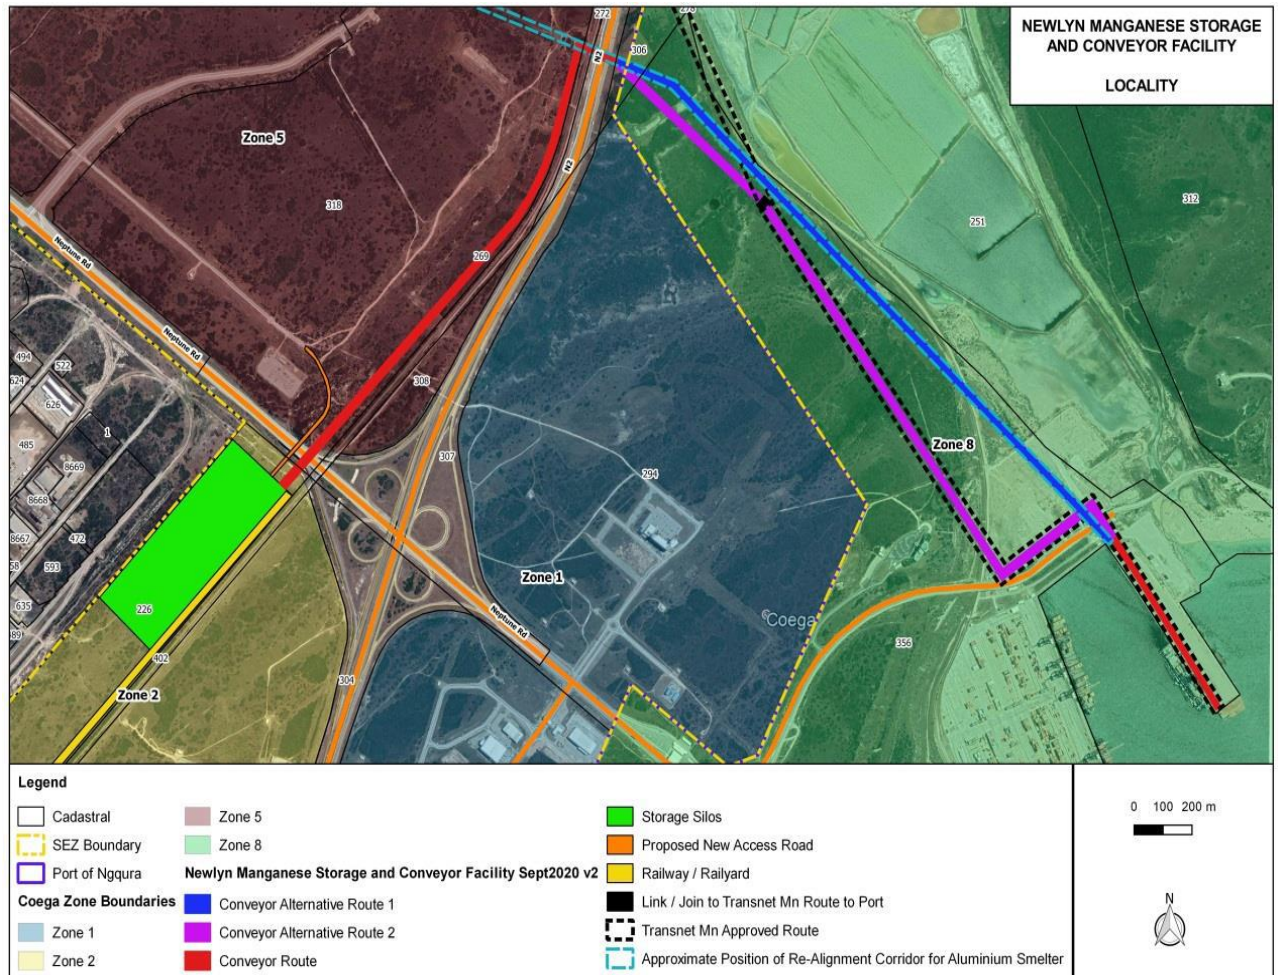 NEWLYN MANGANESE STORAGE
AND CONVEYOR FACILITY
LOCALITY
272
306
N2
Zone 5
318
N2
251
312
269
Neptune Rd
Neptune Rd
494
522
624
626
308
1
485
8669
307
Zone 8
294
8668
472
8667
593
Zone 1
635
226
Neptune Rd
Coega
356
402
304
Zone 2
Legend
Cadastral
SEZ Boundary
Port of Ngqura
Coega Zone Boundaries
Zone 1
Zone 2
Zone 5
Zone 8
Newlyn Manganese Storage and Conveyor Facility Sept2020 v2
Conveyor Alternative Route 1
Conveyor Alternative Route 2
Conveyor Route
Storage Silos
Proposed New Access Road
Railway / Railyard
Link / Join to Transnet Mn Route to Port
Transnet Mn Approved Route
Approximate Position of Re-Alignment Corridor for Aluminium Smelter
0 100 200 m
N